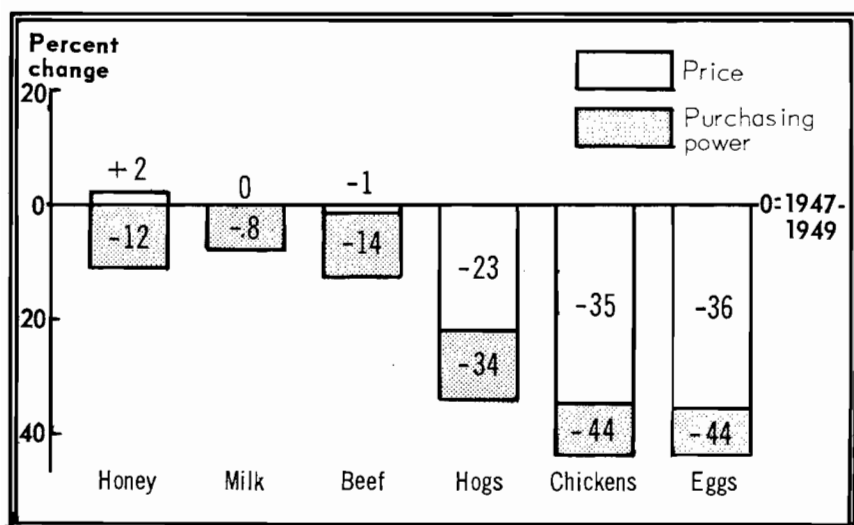 Percent
change
Price
Purchasing
power
20
+2
0
-1
0
0=1947-
1949
-12
-.8
-14
-23
-35
-36
20
-34
40
-44
-44
Honey
Milk
Beef
Hogs
Chickens
Eggs